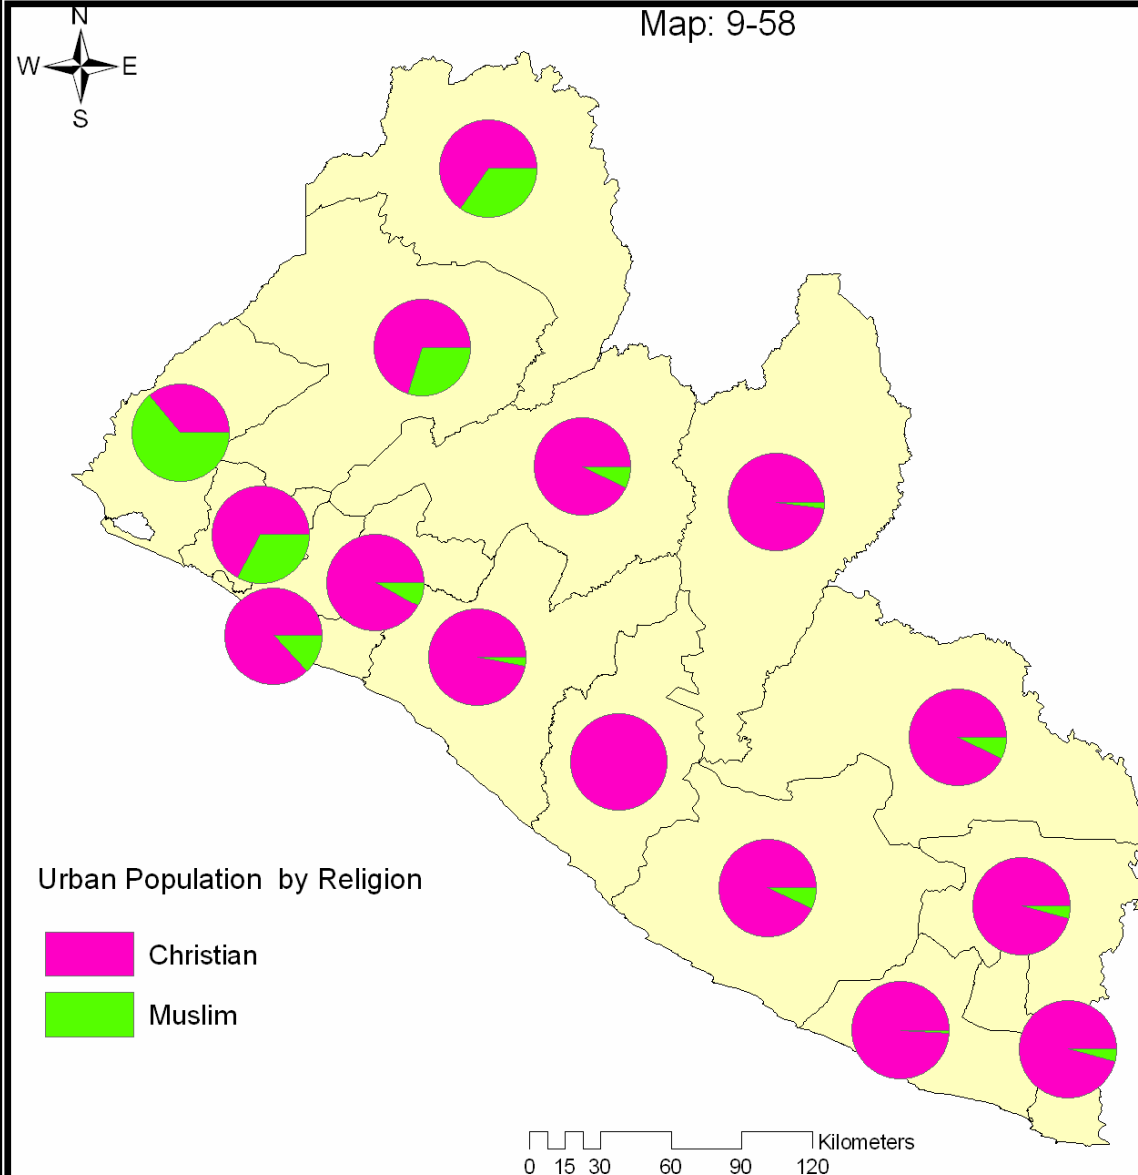 N
Map: 9-58
W E
S
Urban Population by Religion
Christian
Muslim
Kilometers
0 15 30 60 90 120